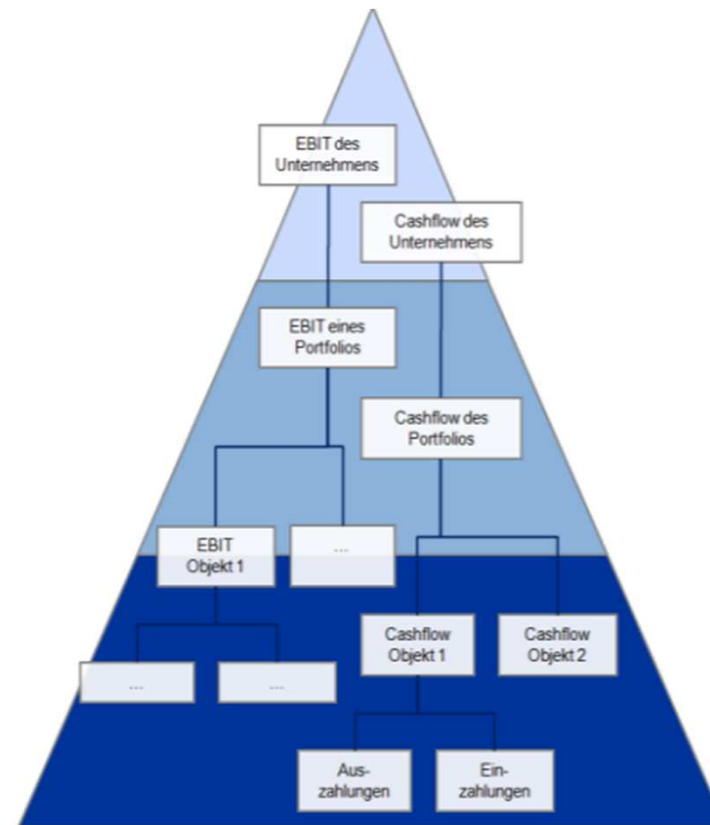 EBIT des
Unternehmens
Cashflow des
Unternehmens
EBIT eines
Portfolios
Cashflow des
Portfolios
EBIT
Objekt 1
...
Cashflow
Objekt 1
Cashflow
Objekt 2
...
...
Aus-
zahlungen
Ein-
zahlungen